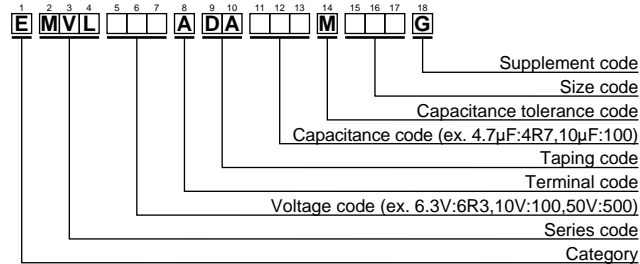 1 2 3 4 5 6 7 8 9 10 11 12 13 14 15 16 17 18
E M V L A D A M G
Supplement code
Size code
Capacitance tolerance code
Capacitance code (ex. 4.7μF:4R7,10μF:100)
Taping code
Terminal code
Voltage code (ex. 6.3V:6R3,10V:100,50V:500)
Series code
Category